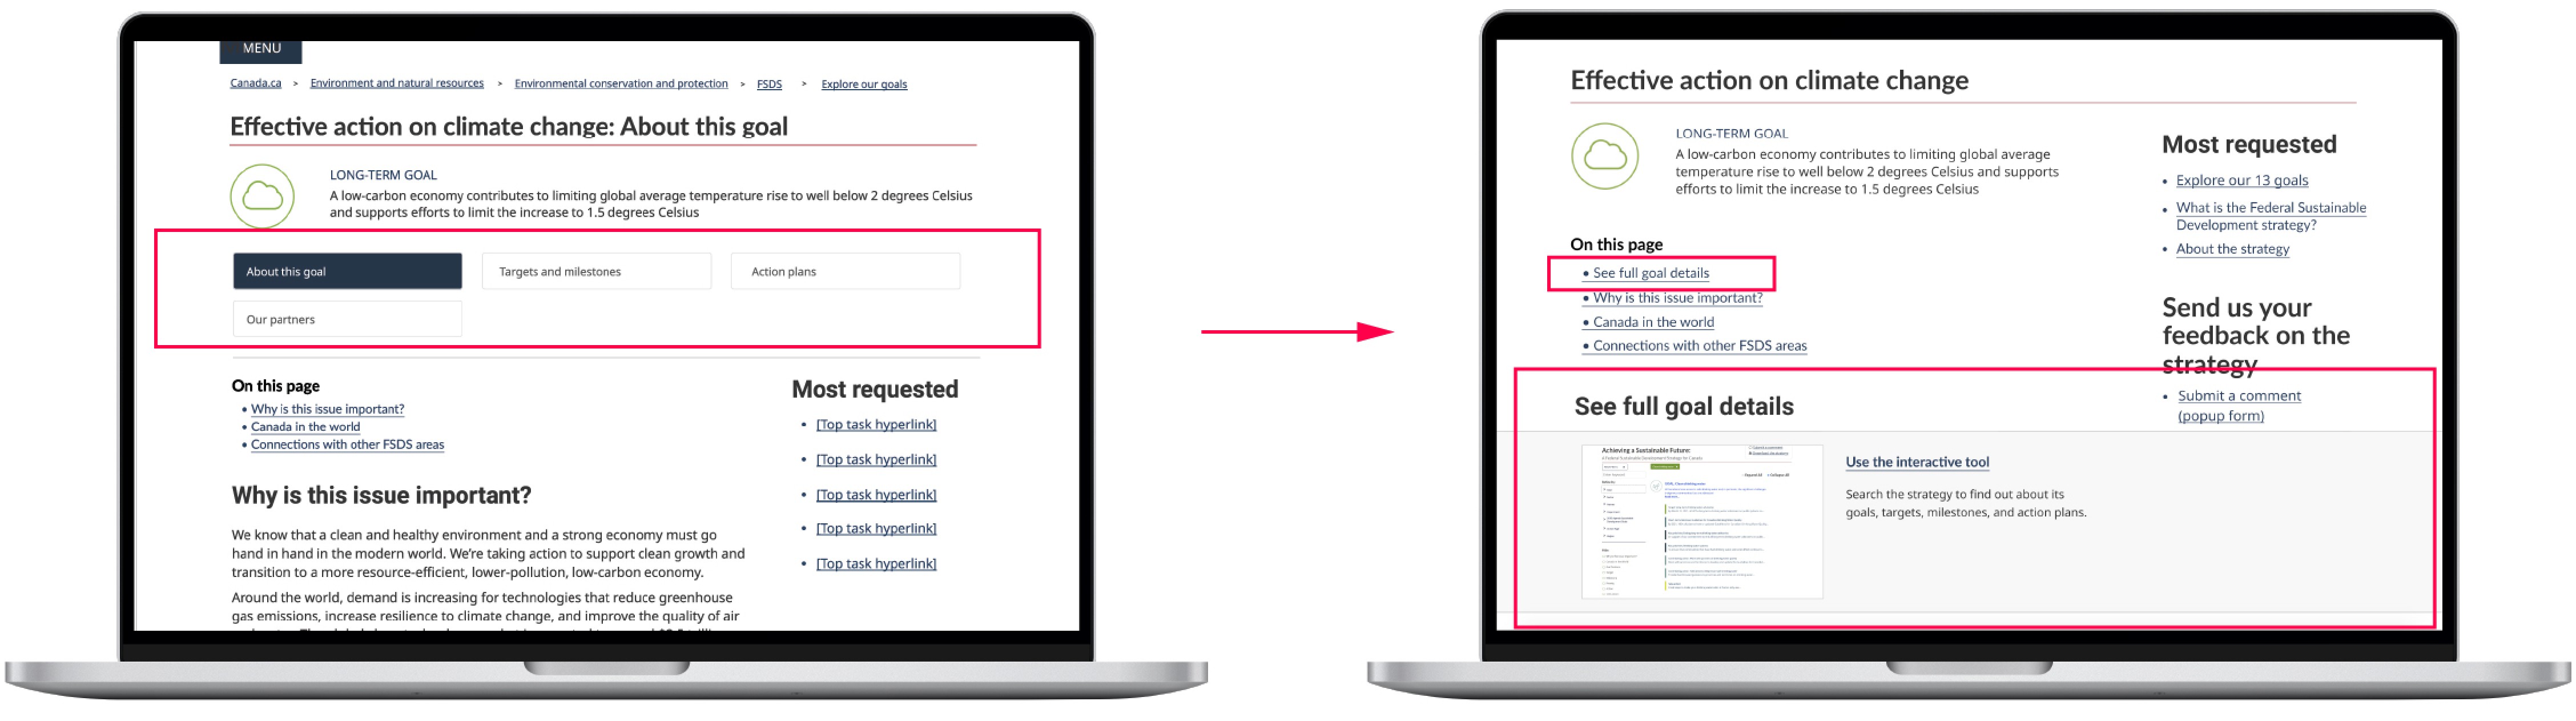 MENU
Canada.ca > Environment and natural resources > Environmental conservation and protection > FSDS > Explore our goals
Effective action on climate change: About this goal
LONG-TERM GOAL
A low-carbon economy contributes to limiting global average temperature rise to well below 2 degrees Celsius
and supports efforts to limit the increase to 1.5 degrees Celsius
About this goal
Targets and milestones
Action plans
Our partners
On this page
• Why is this issue important?
• Canada in the world
• Connections with other FSDS areas
Most requested
• [Top task hyperlink]
• [Top task hyperlink]
• [Top task hyperlink]
• [Top task hyperlink]
• [Top task hyperlink]
Why is this issue important?
We know that a clean and healthy environment and a strong economy must go
hand in hand in the modern world. We're taking action to support clean growth and
transition to a more resource-efficient, lower-pollution, low-carbon economy.
Around the world, demand is increasing for technologies that reduce greenhouse
gas emissions, increase resilience to climate change, and improve the quality of air
Effective action on climate change
LONG-TERM GOAL
A low-carbon economy contributes to limiting global average
temperature rise to well below 2 degrees Celsius and supports
efforts to limit the increase to 1.5 degrees Celsius
On this page
• See full goal details
• Why is this issue important?
• Canada in the world
• Connections with other FSDS areas
Most requested
• Explore our 13 goals
• What is the Federal Sustainable
Development strategy?
• About the strategy
Send us your
feedback on the
strategy
• Submit a comment
(popup form)
See full goal details
Achieving a Sustainable Future:
A Federal Sustainable Development Strategy for Canada
Use the interactive tool
Search the strategy to find out about its
goals, targets, milestones, and action plans.